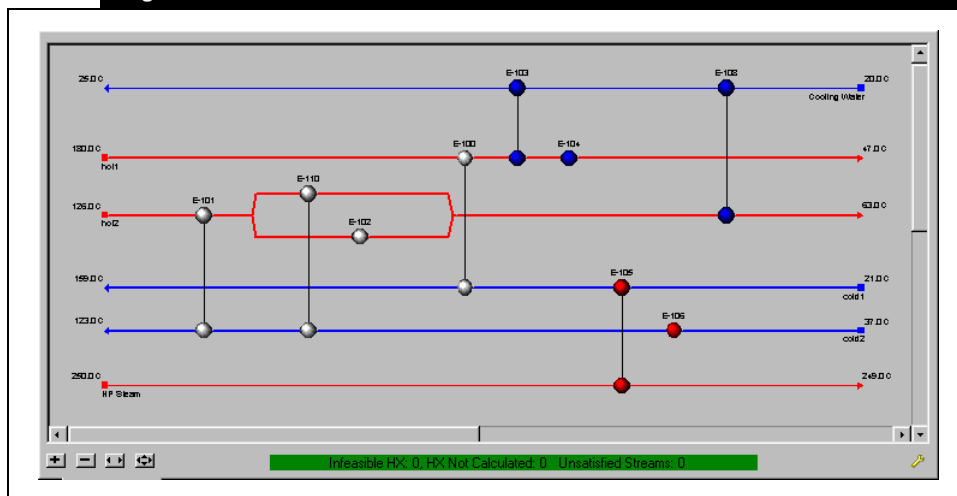 E-103
E-108
25.0 C
20.0 C
Cooling Water
E-100
E-104
180.0 C
47.0 C
hot1
E-110
E-101
126.0 C
63.0 C
E-102
hot2
E-105
159.0 C
21.0 C
cold1
E-106
123.0 C
37.0 C
cold2
250.0 C
249.0 C
HP Steam
Infeasible HX: 0, HX Not Calculated: 0 Unsatisfied Streams: 0